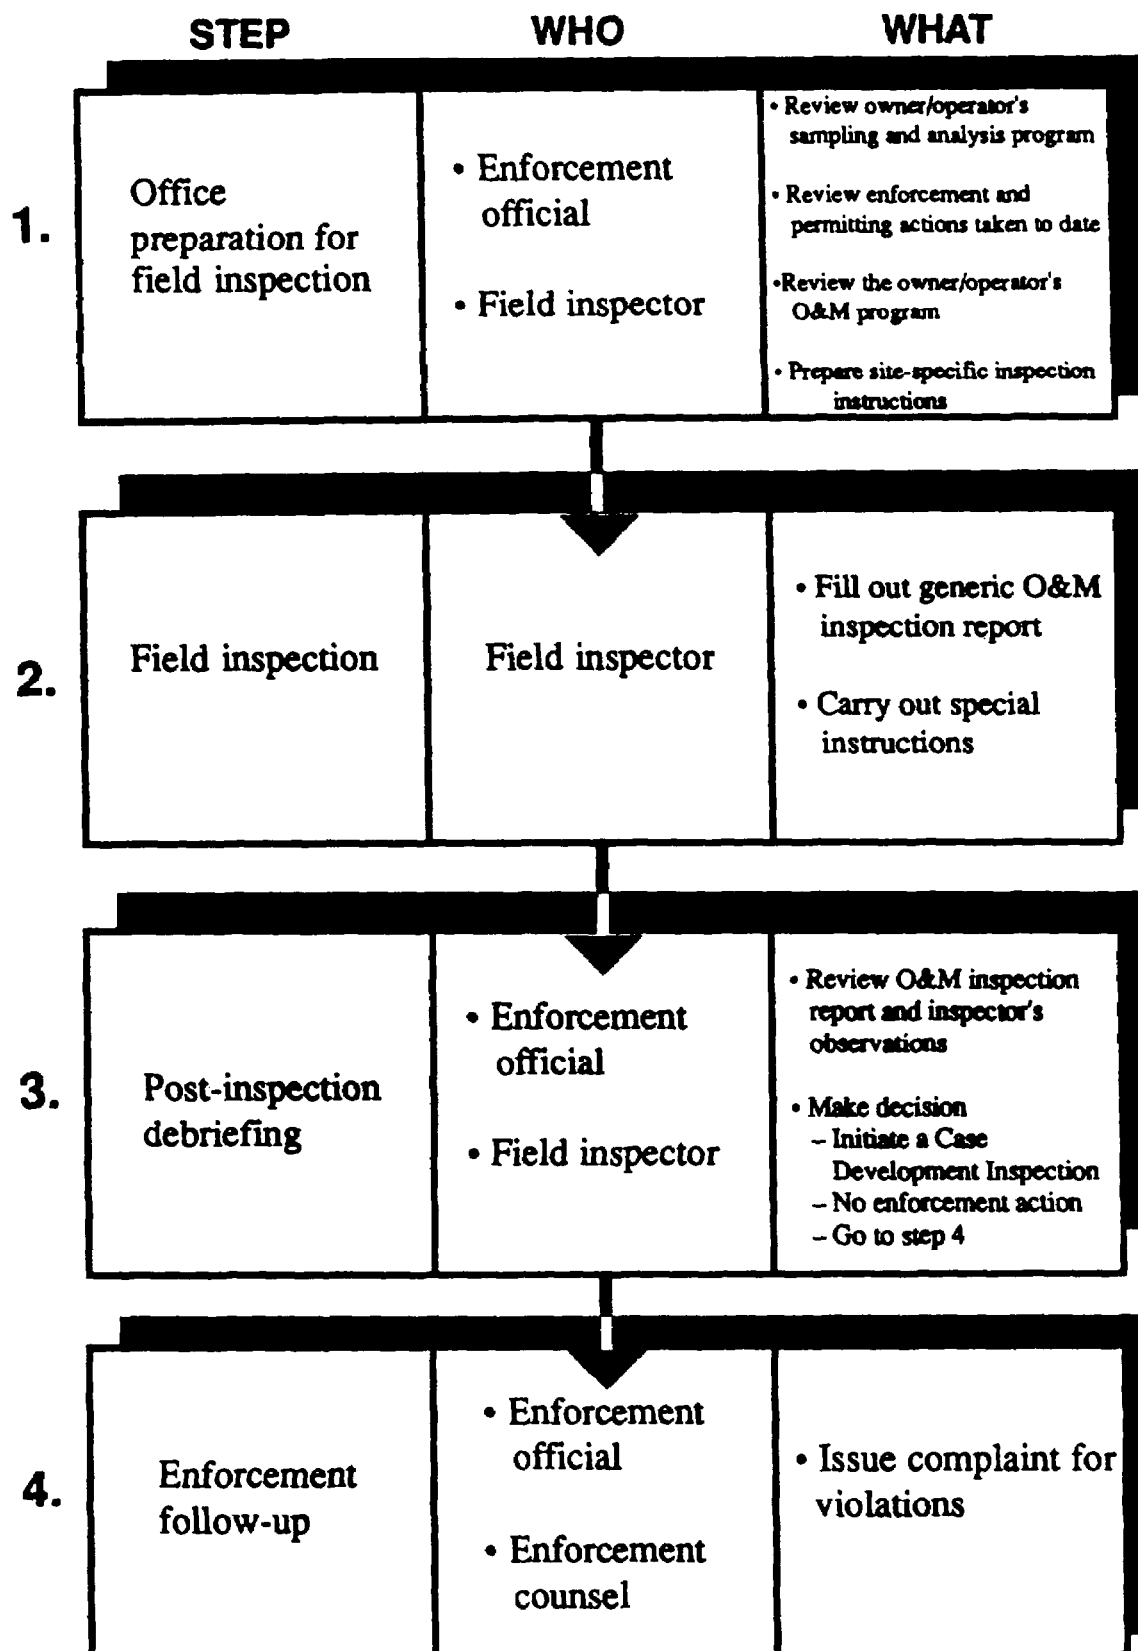 STEP WHO WHAT
1.
Office
preparation for
field inspection
• Enforcement
official
• Field inspector
• Review owner/operator's
sampling and analysis program
• Review enforcement and
permitting actions taken to date
•Review the owner/operator's
O&M program
• Prepare site-specific inspection
instructions
2.
Field inspection
Field inspector
• Fill out generic O&M
inspection report
• Carry out special
instructions
3.
Post-inspection
debriefing
• Enforcement
official
• Field inspector
• Review O&M inspection
report and inspector's
observations
• Make decision
– Initiate a Case
Development Inspection
– No enforcement action
– Go to step 4
4.
Enforcement
follow-up
• Enforcement
official
• Enforcement
counsel
• Issue complaint for
violations